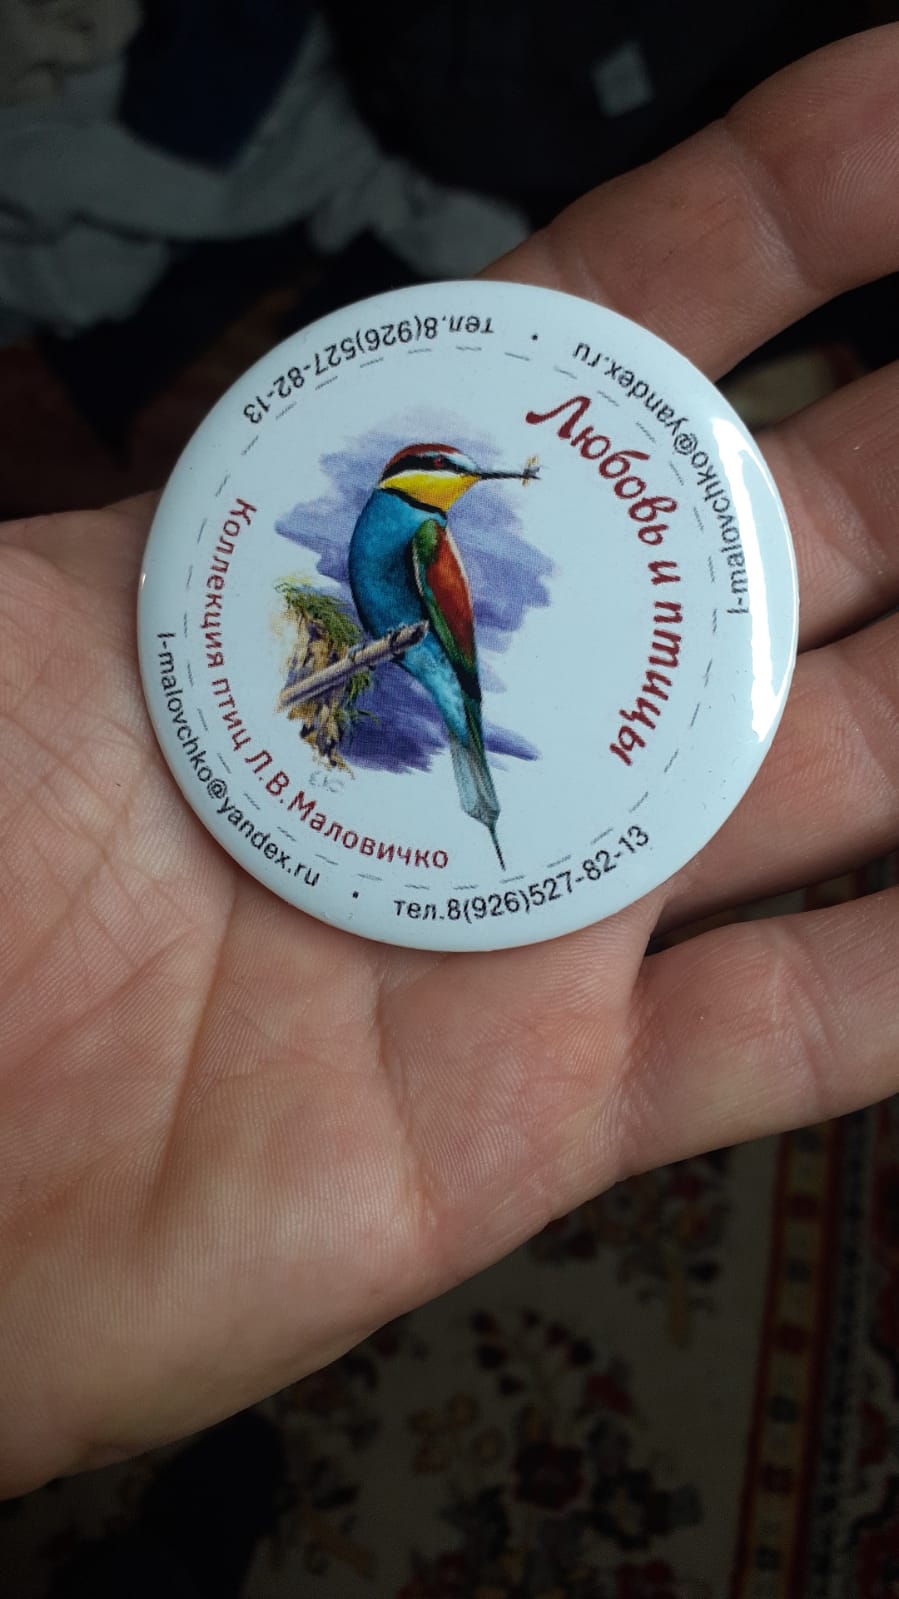 Любовь и птицы
Коллекция птиц Л.В. Маловичко
l-malovchko@yandex.ru • тел.8(926)527-82-13
l-malovchko@yandex.ru • тел.8(926)527-82-13